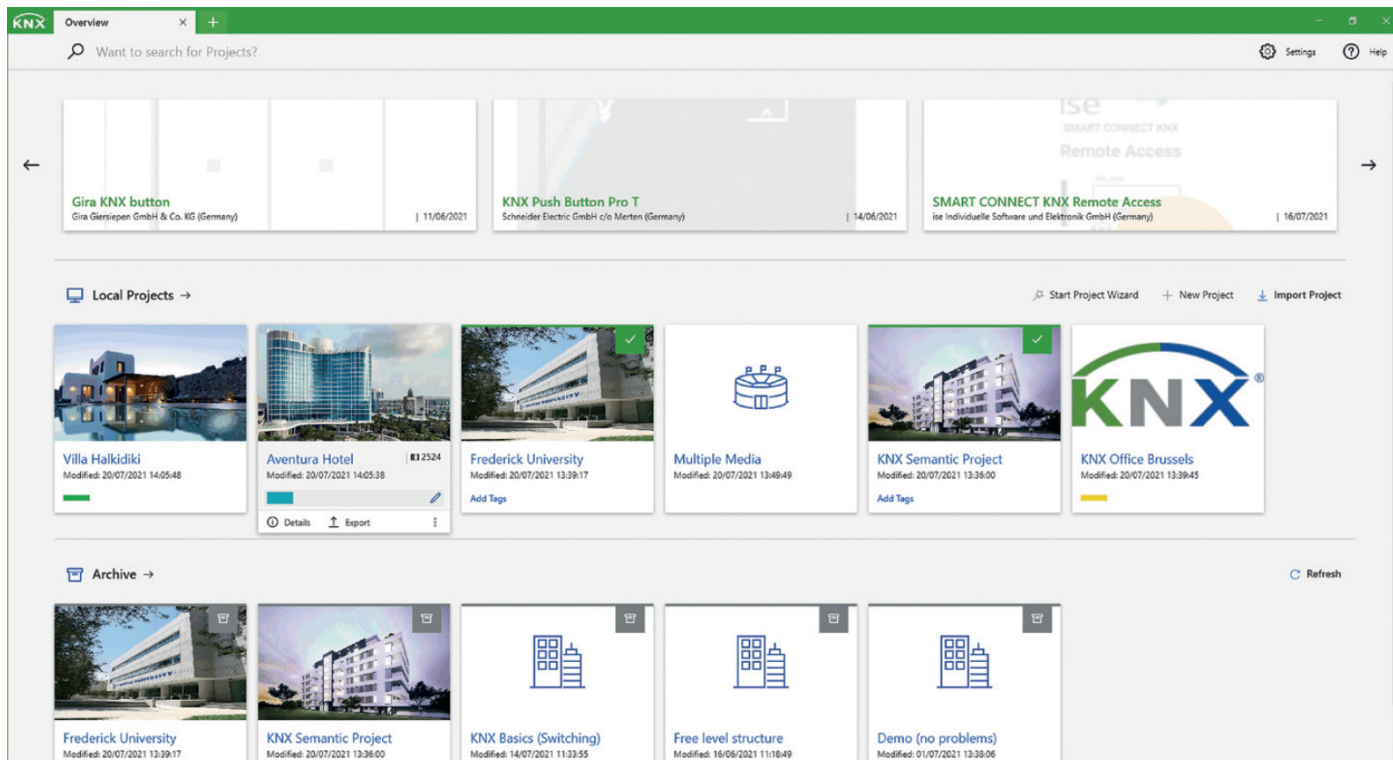 KNX
Overview
Want to search for Projects?
Settings
Help
Gira KNX button
Gira Giersiepen GmbH & Co. KG (Germany)
| 11/06/2021
KNX Push Button Pro T
Schneider Electric GmbH c/o Merten (Germany)
| 14/06/2021
ise
SMART CONNECT KNX
Remote Access
SMART CONNECT KNX Remote Access
ise Individuelle Software und Elektronik GmbH (Germany)
| 16/07/2021
Local Projects →
Start Project Wizard
+ New Project
Import Project
Villa Halkidiki
Modified: 20/07/2021 14:05:48
Aventura Hotel
2524
Modified: 20/07/2021 14:05:38
Details
Export
Frederick University
Modified: 20/07/2021 13:39:17
Add Tags
Multiple Media
Modified: 20/07/2021 13:49:49
KNX Semantic Project
Modified: 20/07/2021 13:36:00
Add Tags
KNX®
KNX Office Brussels
Modified: 20/07/2021 13:39:45
Archive →
Refresh
Frederick University
Modified: 20/07/2021 13:39:17
KNX Semantic Project
Modified: 20/07/2021 13:36:00
KNX Basics (Switching)
Modified: 14/07/2021 11:33:55
Free level structure
Modified: 16/06/2021 11:18:49
Demo (no problems)
Modified: 01/07/2021 13:38:06